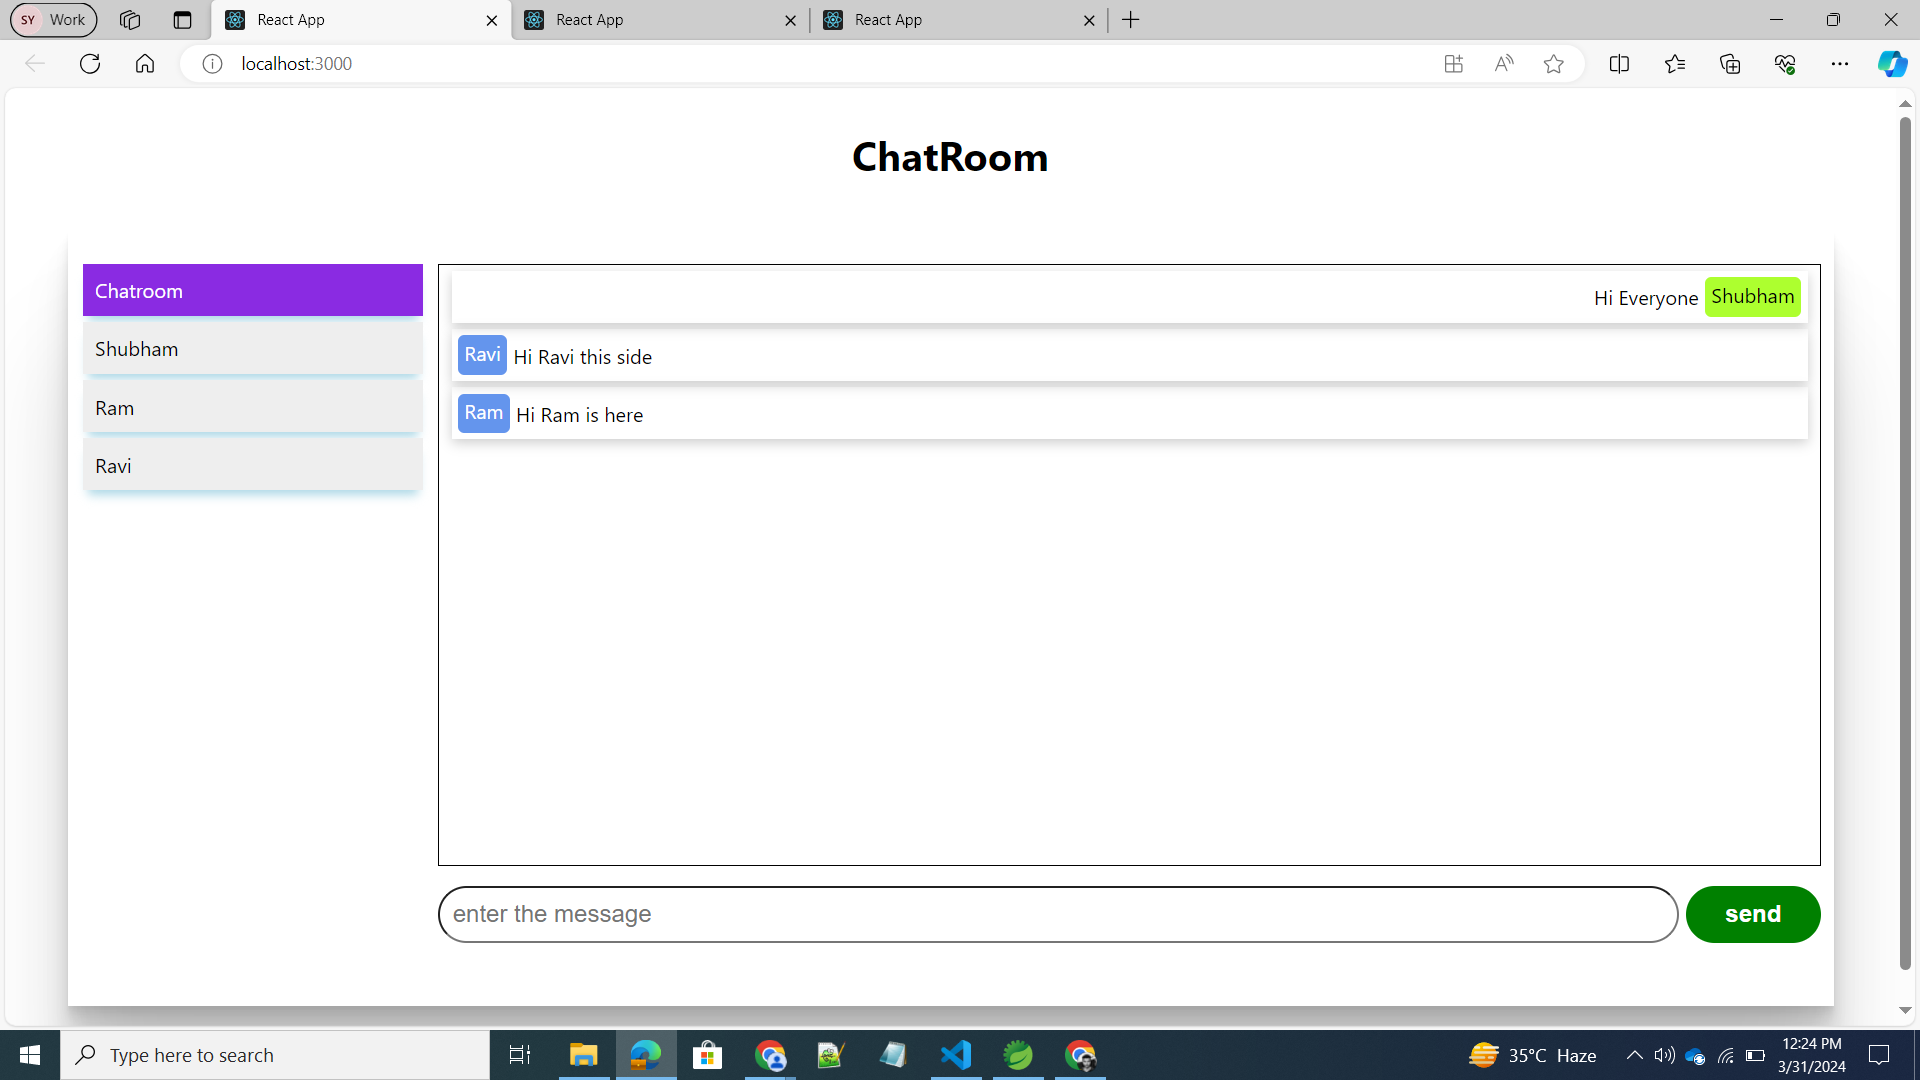 SY Work
React App
React App
React App
localhost:3000
ChatRoom
Chatroom
Shubham
Ram
Ravi
Hi Everyone Shubham
Ravi Hi Ravi this side
Ram Hi Ram is here
enter the message
send
Type here to search
35°C Haze
12:24 PM
3/31/2024